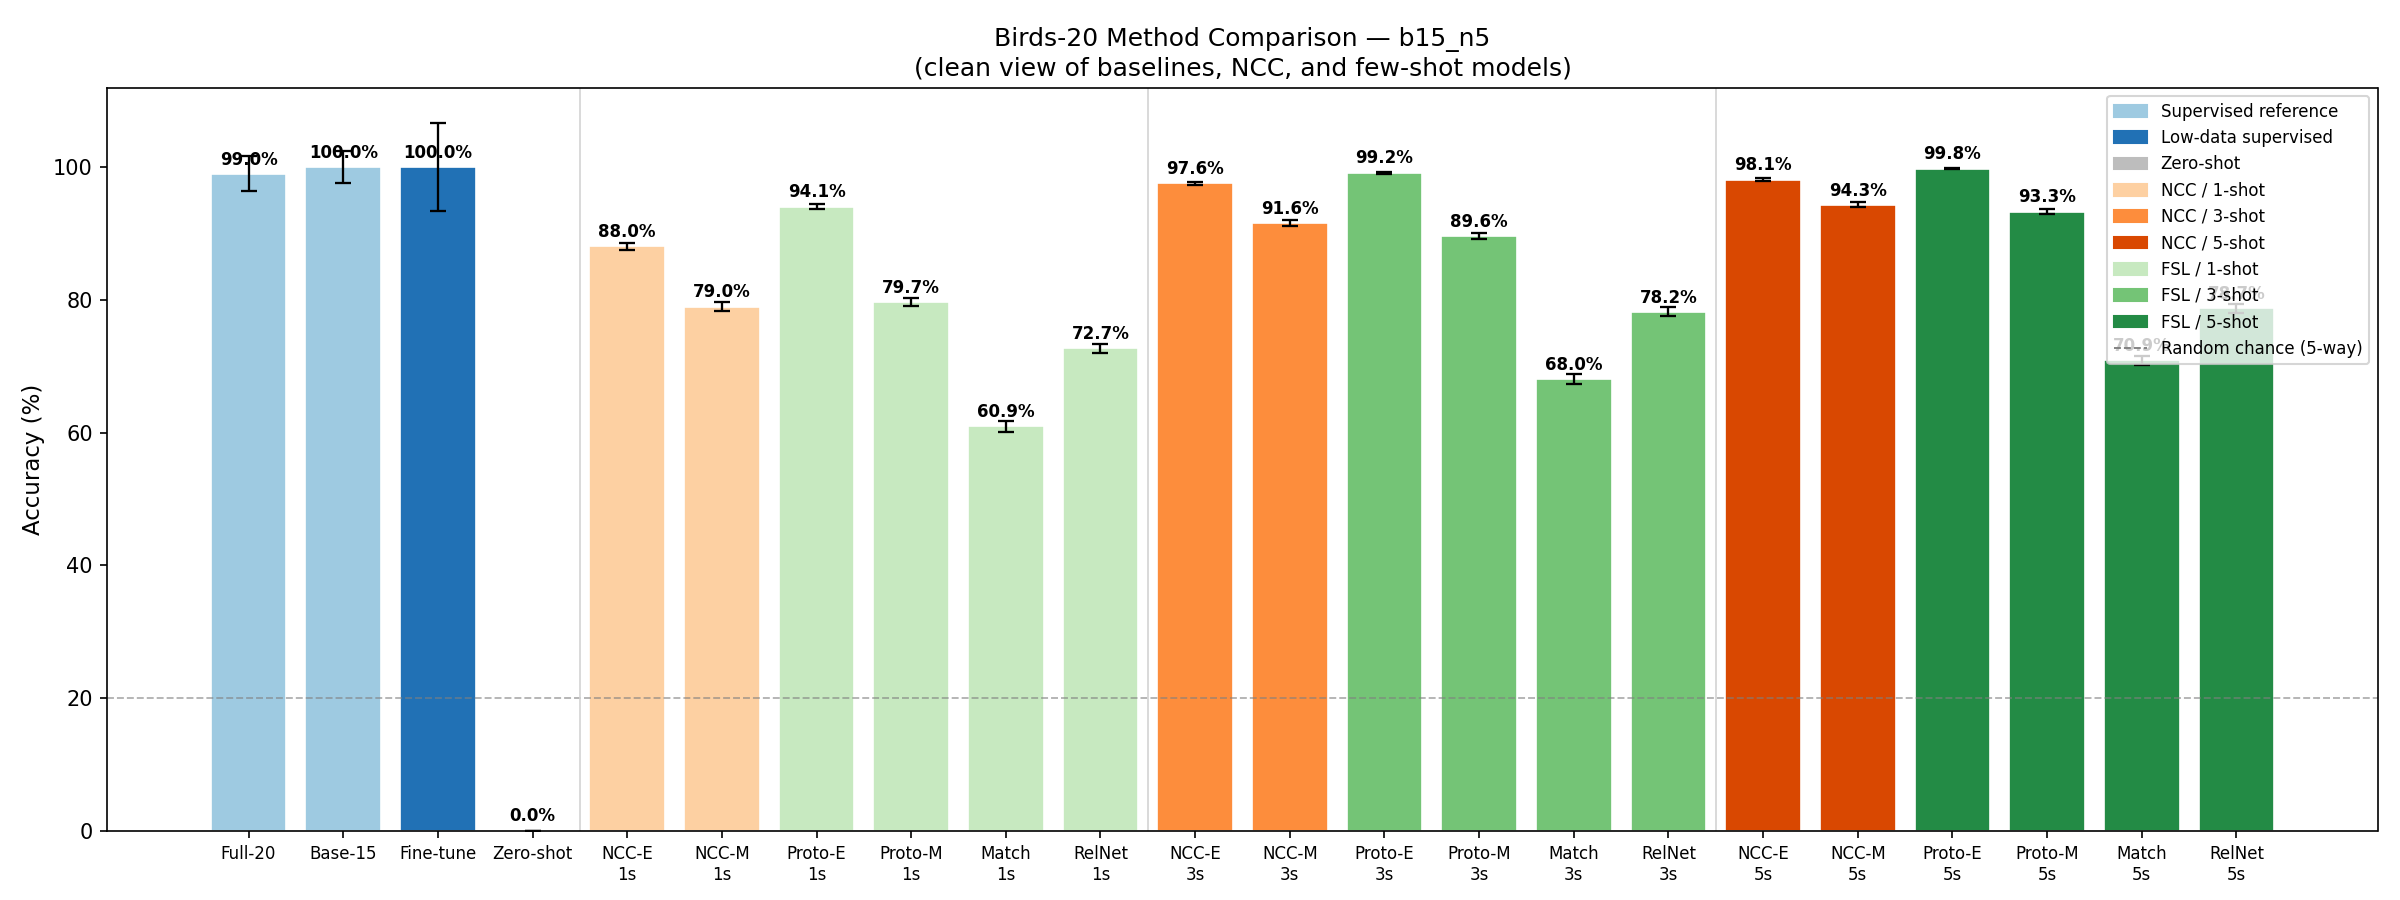 Birds-20 Method Comparison — b15_n5
(clean view of baselines, NCC, and few-shot models)
Accuracy (%)
100
80
60
40
20
0
99.0%
100.0%
100.0%
0.0%
88.0%
79.0%
94.1%
79.7%
60.9%
72.7%
97.6%
91.6%
99.2%
89.6%
68.0%
78.2%
98.1%
94.3%
99.8%
93.3%
70.9%
Supervised reference
Low-data supervised
Zero-shot
NCC / 1-shot
NCC / 3-shot
NCC / 5-shot
FSL / 1-shot
FSL / 3-shot
FSL / 5-shot
Random chance (5-way)
Full-20
Base-15
Fine-tune
Zero-shot
NCC-E
1s
NCC-M
1s
Proto-E
1s
Proto-M
1s
Match
1s
RelNet
1s
NCC-E
3s
NCC-M
3s
Proto-E
3s
Proto-M
3s
Match
3s
RelNet
3s
NCC-E
5s
NCC-M
5s
Proto-E
5s
Proto-M
5s
Match
5s
RelNet
5s